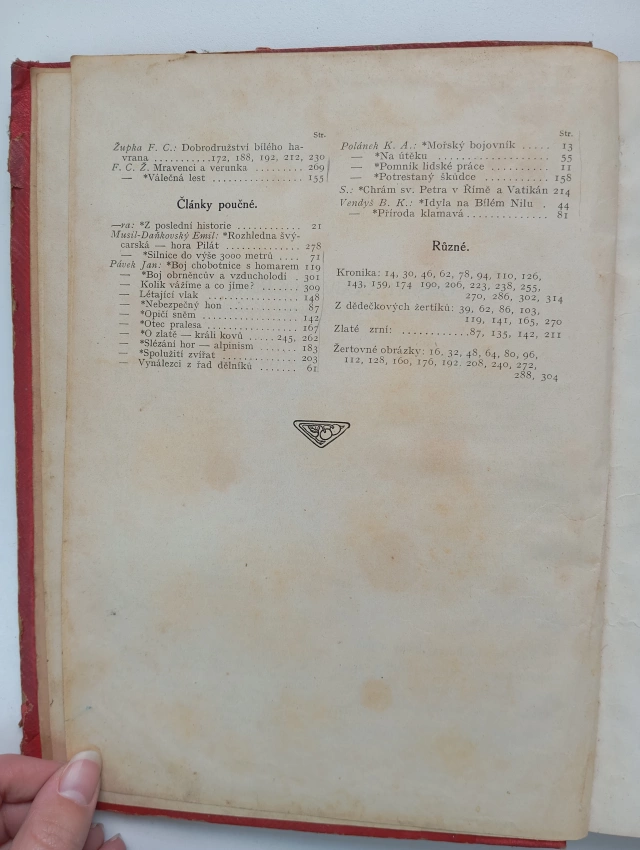 Str.
Župka F. C.: Dobrodružství bílého ha-
vrana ...........172, 188, 192, 212, 230
F. C. Ž. Mravenci a verunka ........ 269
— *Válečná lest .................. 155
Články poučné.
—ra: *Z poslední historie ............ 21
Musil-Daňkovský Emil: *Rozhledna švý-
carská — hora Pilát ............. 278
— *Silnice do výše 3000 metrů .... 71
Pávek Jan: *Boj chobotnice s homarem 119
— *Boj obrněncův a vzducholodí . 301
— Kolik vážíme a co jíme? ....... 309
— Létající vlak .................. 148
— *Nebezpečný hon ............... 87
— *Opičí sněm ................... 142
— *Otec pralesa .................. 167
— *O zlatě — králi kovů .....245, 262
— *Slézání hor — alpinism ....... 183
— *Spolužití zvířat .............. 203
— Vynálezci z řad dělníků ....... 61
Str.
Polánek K. A.: *Mořský bojovník ..... 13
— *Na útěku ................... 55
— *Pomník lidské práce .......... 11
— *Potrestaný škůdce ........... 158
S.: *Chrám sv. Petra v Římě a Vatikán 214
Vendyš B. K.: *Idyla na Bílém Nilu . 44
— *Příroda klamavá .............. 81
Různé.
Kronika: 14, 30, 46, 62, 78, 94, 110, 126,
143, 159, 174 190, 206, 223, 238, 255,
270, 286, 302, 314
Z dědečkových žertíků: 39, 62, 86, 103,
119, 141, 165, 270
Zlaté zrní: ............87, 135, 142, 211
Žertovné obrázky: 16, 32, 48, 64, 80, 96,
112, 128, 160, 176, 192. 208, 240, 272,
288, 304